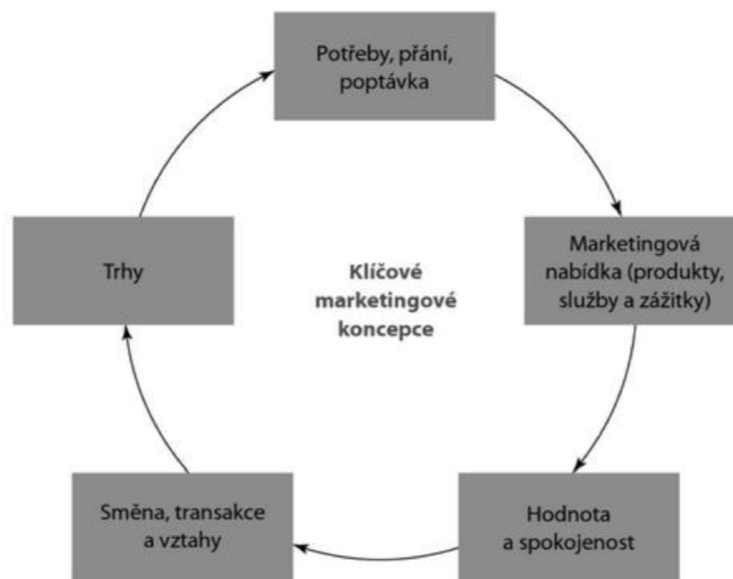 Potřeby, přání,
poptávka
Marketingová
nabídka (produkty,
služby a zážitky)
Hodnota
a spokojenost
Směna, transakce
a vztahy
Trhy
Klíčové
marketingové
koncepce